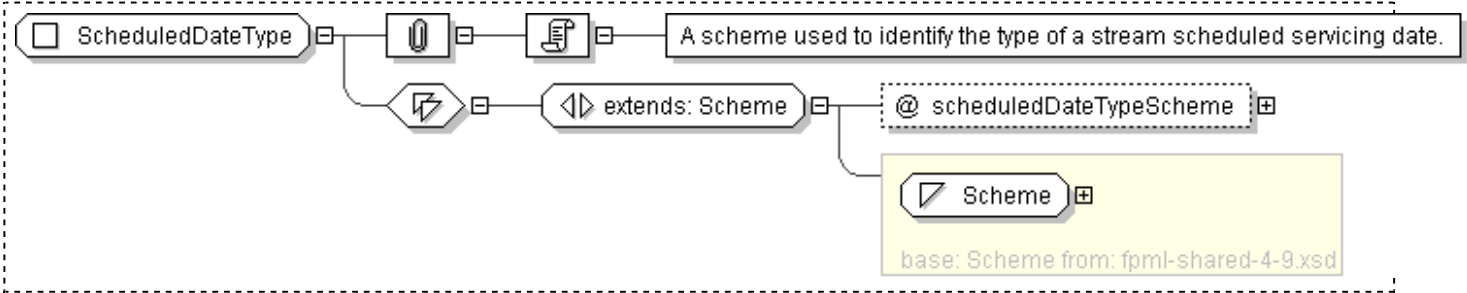 ScheduledDateType
A scheme used to identify the type of a stream scheduled servicing date.
extends: Scheme
@ scheduledDateTypeScheme
Scheme
base: Scheme from: fpml-shared-4-9.xsd